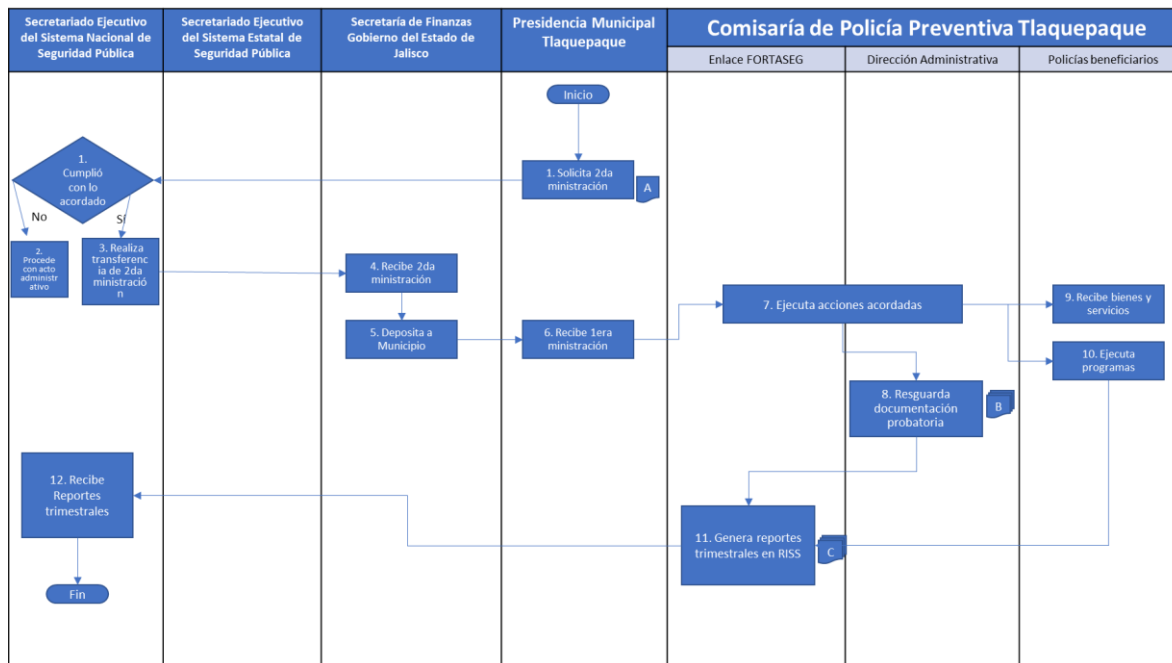 Secretariado Ejecutivo
del Sistema Nacional de
Seguridad Pública
Secretariado Ejecutivo
del Sistema Estatal de
Seguridad Pública
Secretaría de Finanzas
Gobierno del Estado de
Jalisco
Presidencia Municipal
Tlaquepaque
Comisaría de Policía Preventiva Tlaquepaque
Enlace FORTASEG
Dirección Administrativa
Policías beneficiarios
Inicio
1.
Cumplió
con lo
acordado
1. Solicita 2da
ministración
A
No
Sí
2.
Procede
con acto
administr
ativo
3. Realiza
transferenc
ia de 2da
ministració
n
4. Recibe 2da
ministración
5. Deposita a
Municipio
6. Recibe 1era
ministración
7. Ejecuta acciones acordadas
9. Recibe bienes y
servicios
10. Ejecuta
programas
8. Resguarda
documentación
probatoria
B
12. Recibe
Reportes
trimestrales
11. Genera reportes
trimestrales en RISS
C
Fin